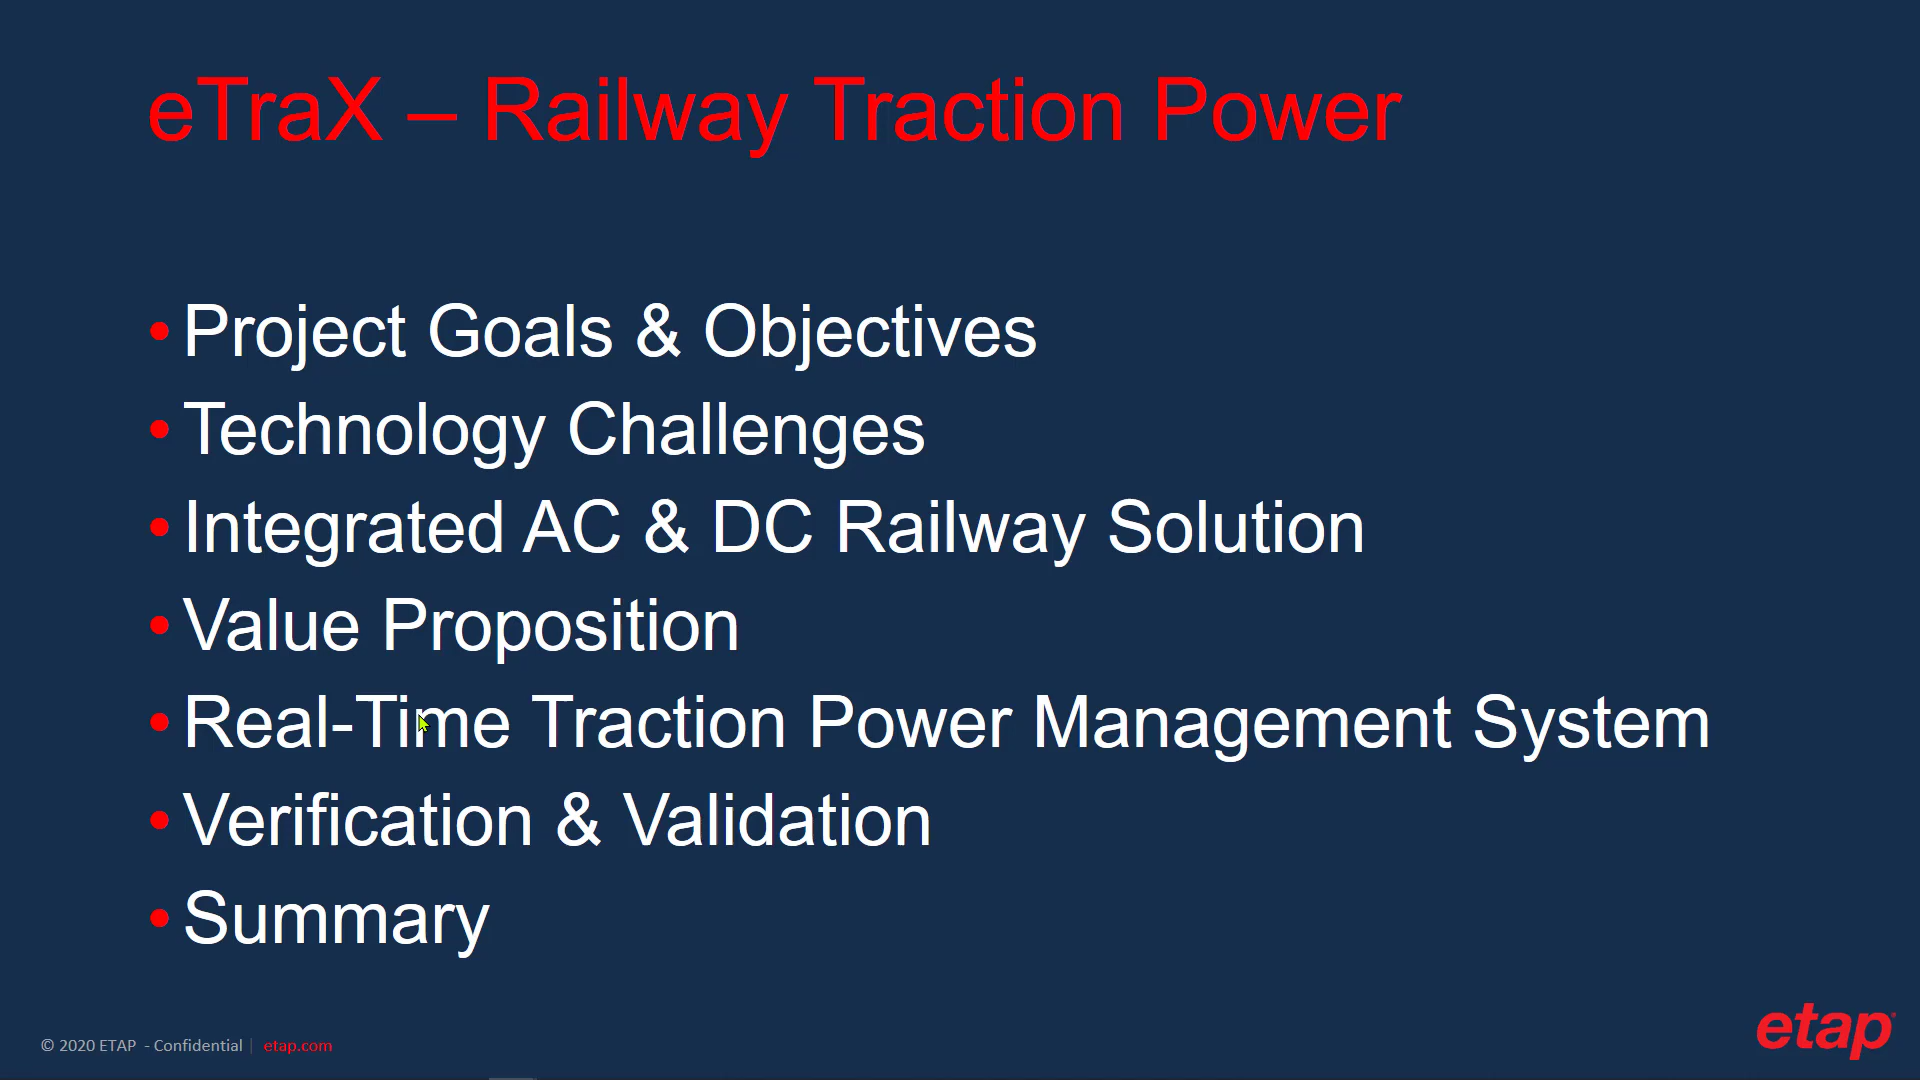 eTraX – Railway Traction Power
• Project Goals & Objectives
• Technology Challenges
• Integrated AC & DC Railway Solution
• Value Proposition
• Real-Time Traction Power Management System
• Verification & Validation
• Summary
© 2020 ETAP - Confidential | etap.com
etap